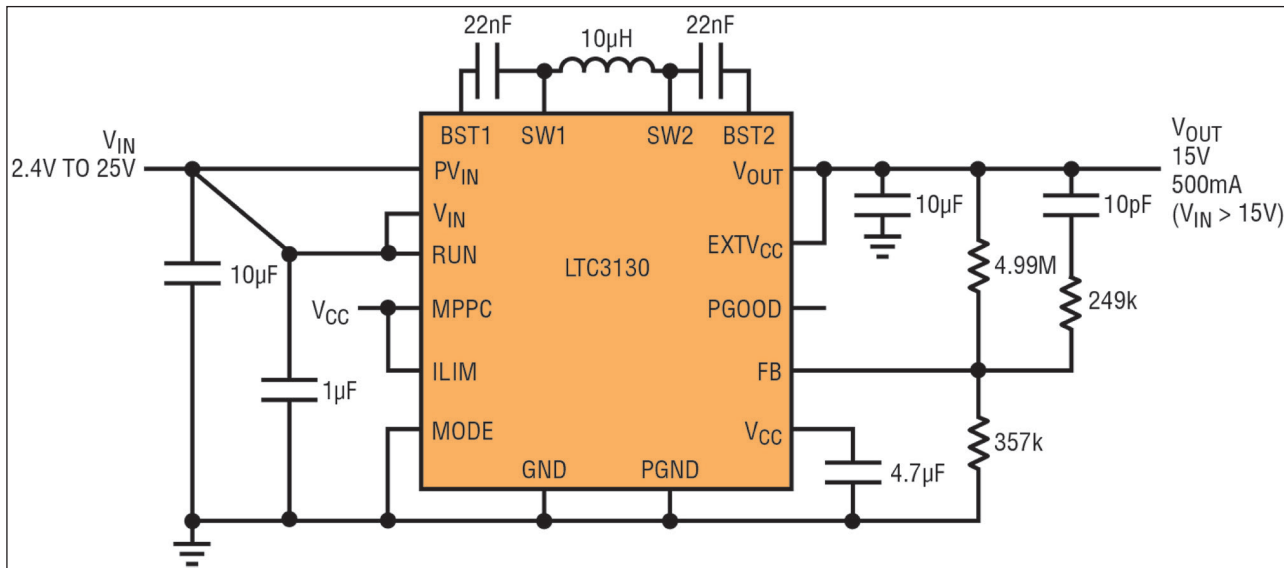 22nF
10µH
22nF
BST1
SW1
SW2
BST2
VIN
2.4V TO 25V
PVIN
VOUT
VOUT
15V
500mA
(VIN > 15V)
VIN
10µF
10pF
EXTVCC
RUN
LTC3130
10µF
4.99M
VCC
MPPC
PGOOD
249k
ILIM
FB
1µF
MODE
VCC
357k
GND
PGND
4.7µF